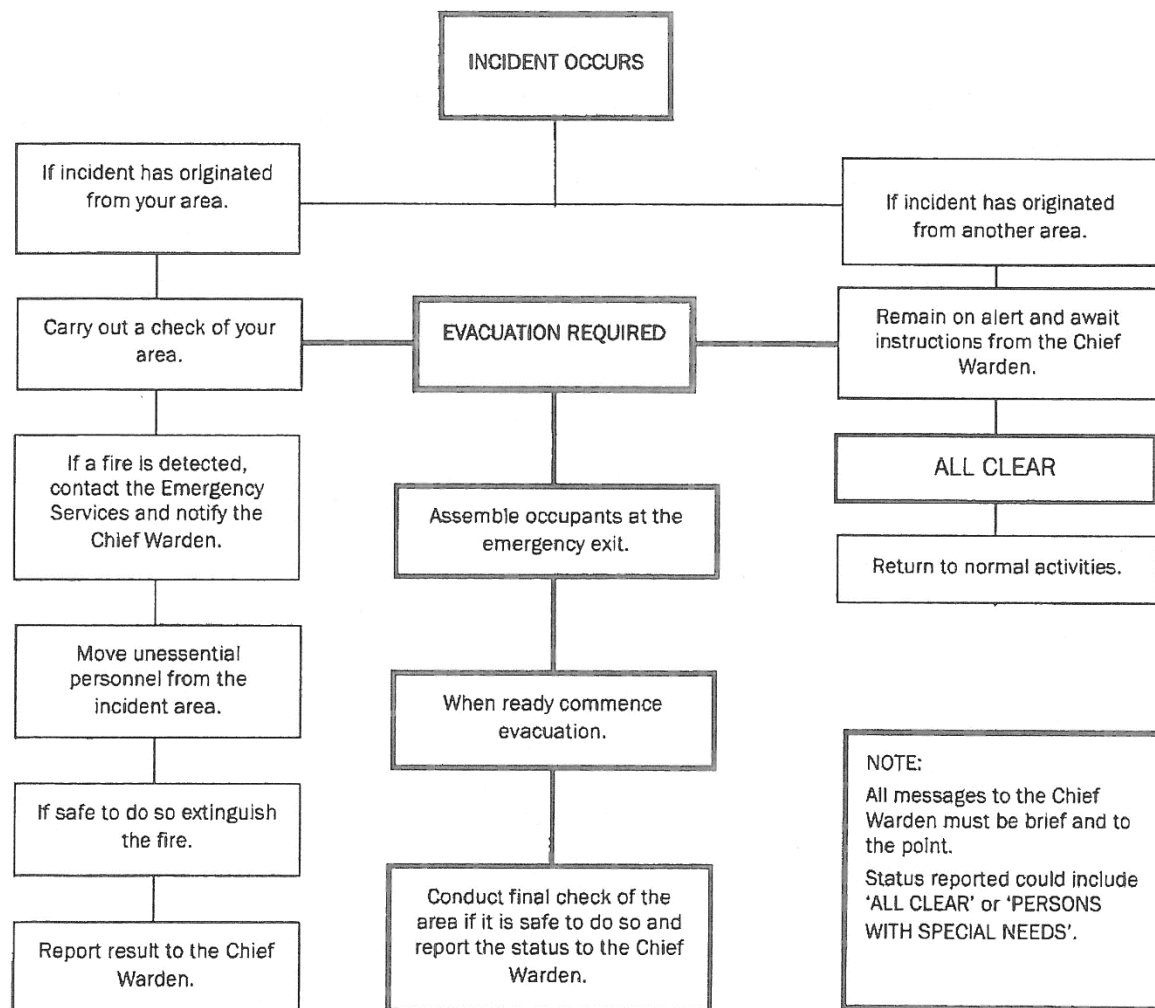 INCIDENT OCCURS
If incident has originated
from your area.
If incident has originated
from another area.
Carry out a check of your
area.
EVACUATION REQUIRED
Remain on alert and await
instructions from the Chief
Warden.
If a fire is detected,
contact the Emergency
Services and notify the
Chief Warden.
Assemble occupants at the
emergency exit.
ALL CLEAR
Return to normal activities.
Move unessential
personnel from the
incident area.
When ready commence
evacuation.
If safe to do so extinguish
the fire.
Report result to the Chief
Warden.
Conduct final check of the
area if it is safe to do so and
report the status to the Chief
Warden.
NOTE:
All messages to the Chief
Warden must be brief and to
the point.
Status reported could include
‘ALL CLEAR’ or ‘PERSONS
WITH SPECIAL NEEDS’.